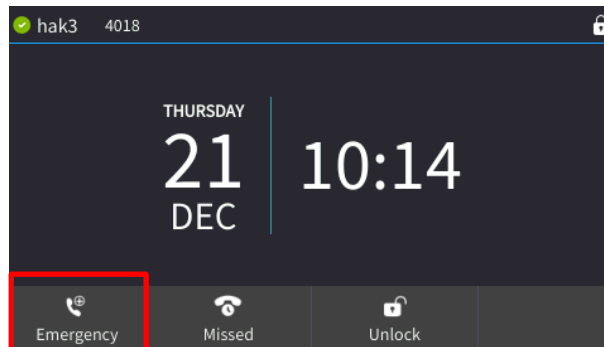 hak3 4018
THURSDAY
21
DEC
10:14
Emergency Missed Unlock